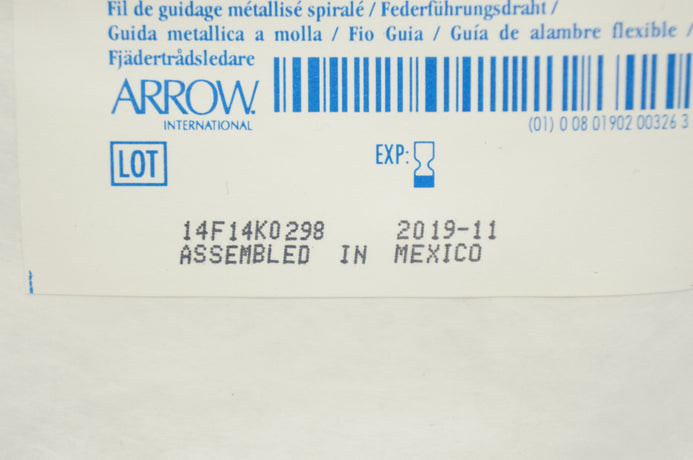 Fil de guidage métallisé spiralé / Federführungsdraht /
Guida metallica a molla / Fio Guia / Guía de alambre flexible /
Fjädertrådsledare
ARROW
INTERNATIONAL
(01) 0 08 01902 00326 3
LOT
EXP:
14F14K0298 2019-11
ASSEMBLED IN MEXICO